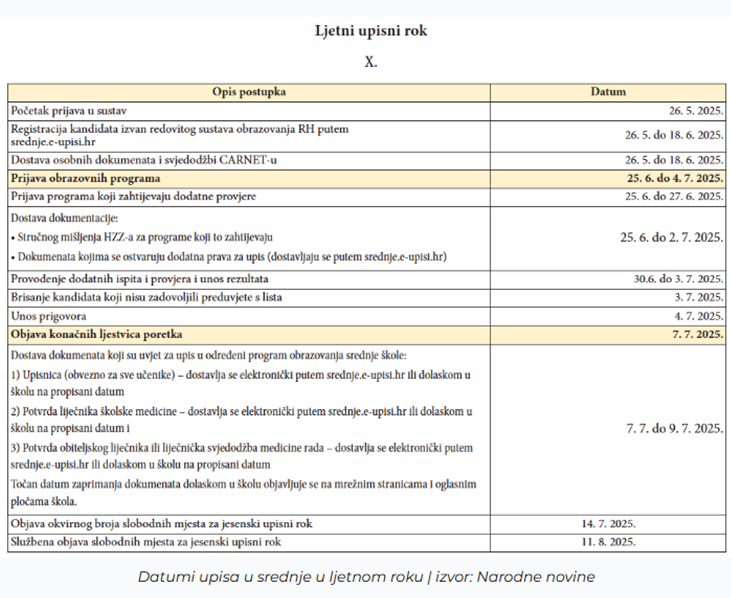 Ljetni upisni rok
X.
Opis postupka Datum
Početak prijava u sustav 26. 5. 2025.
Registracija kandidata izvan redovitog sustava obrazovanja RH putem
srednje.e-upisi.hr 26. 5. do 18. 6. 2025.
Dostava osobnih dokumenata i svjedodžbi CARNET-u 26. 5. do 18. 6. 2025.
Prijava obrazovnih programa 25. 6. do 4. 7. 2025.
Prijava programa koji zahtijevaju dodatne provjere 25. 6. do 27. 6. 2025.
Dostava dokumentacije:
• Stručnog mišljenja HZZ-a za programe koji to zahtijevaju 25. 6. do 2. 7. 2025.
• Dokumenata kojima se ostvaruju dodatna prava za upis (dostavljaju se putem srednje.e-upisi.hr)
Provođenje dodatnih ispita i provjera i unos rezultata 30.6. do 3. 7. 2025.
Brisanje kandidata koji nisu zadovoljili preduvjete s lista 3. 7. 2025.
Unos prigovora 4. 7. 2025.
Objava konačnih ljestvica poretka 7. 7. 2025.
Dostava dokumenata koji su uvjet za upis u određeni program obrazovanja srednje škole:
1) Upisnica (obvezno za sve učenike) – dostavlja se elektronički putem srednje.e-upisi.hr ili dolaskom u
školu na propisani datum
2) Potvrda liječnika školske medicine – dostavlja se elektronički putem srednje.e-upisi.hr ili dolaskom u
školu na propisani datum i 7. 7. do 9. 7. 2025.
3) Potvrda obiteljskog liječnika ili liječnička svjedodžba medicine rada – dostavlja se elektronički putem
srednje.e-upisi.hr ili dolaskom u školu na propisani datum
Točan datum zaprimanja dokumenata dolaskom u školu objavljuje se na mrežnim stranicama i oglasnim
pločama škola.
Objava okvirnog broja slobodnih mjesta za jesenski upisni rok 14. 7. 2025.
Službena objava slobodnih mjesta za jesenski upisni rok 11. 8. 2025.
Datumi upisa u srednje u ljetnom roku | izvor: Narodne novine